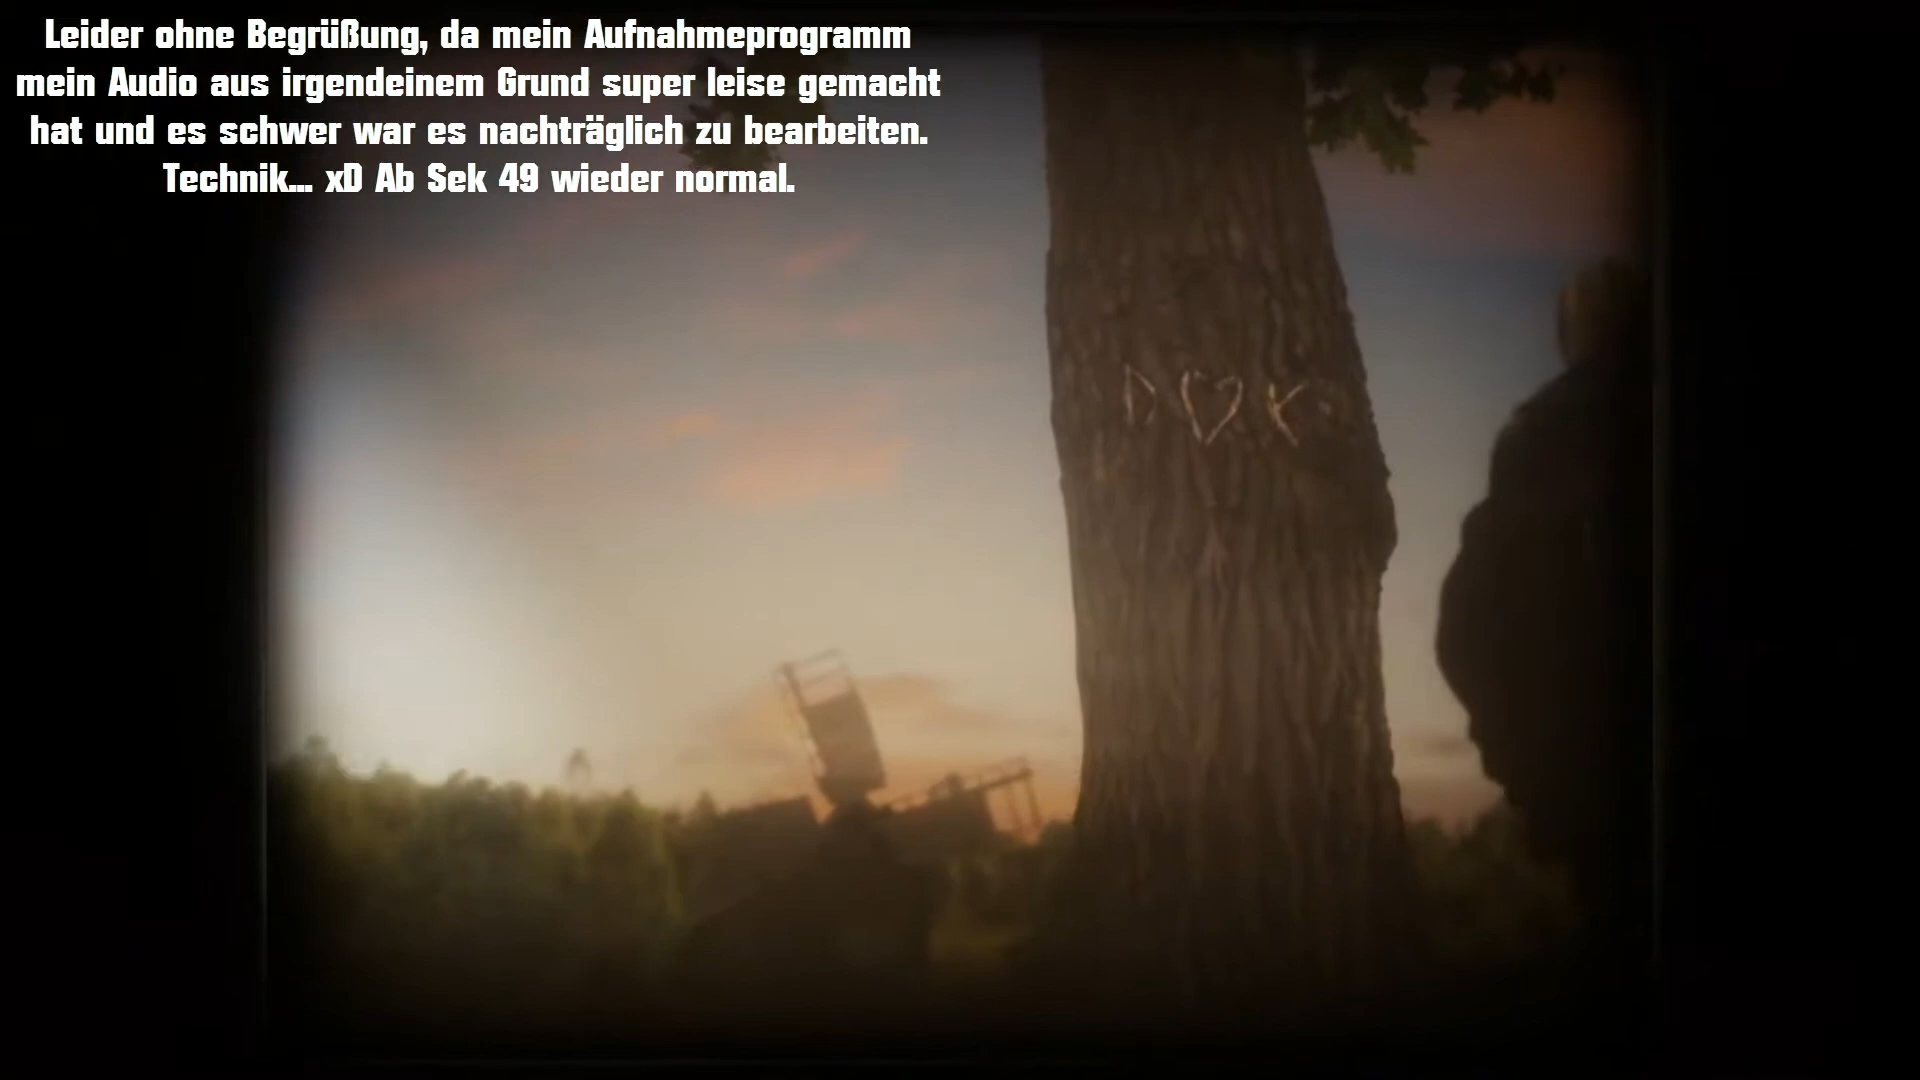 Leider ohne Begrüßung, da mein Aufnahmeprogramm
mein Audio aus irgendeinem Grund super leise gemacht
hat und es schwer war es nachträglich zu bearbeiten.
Technik... xD Ab Sek 49 wieder normal.
D ♡ K